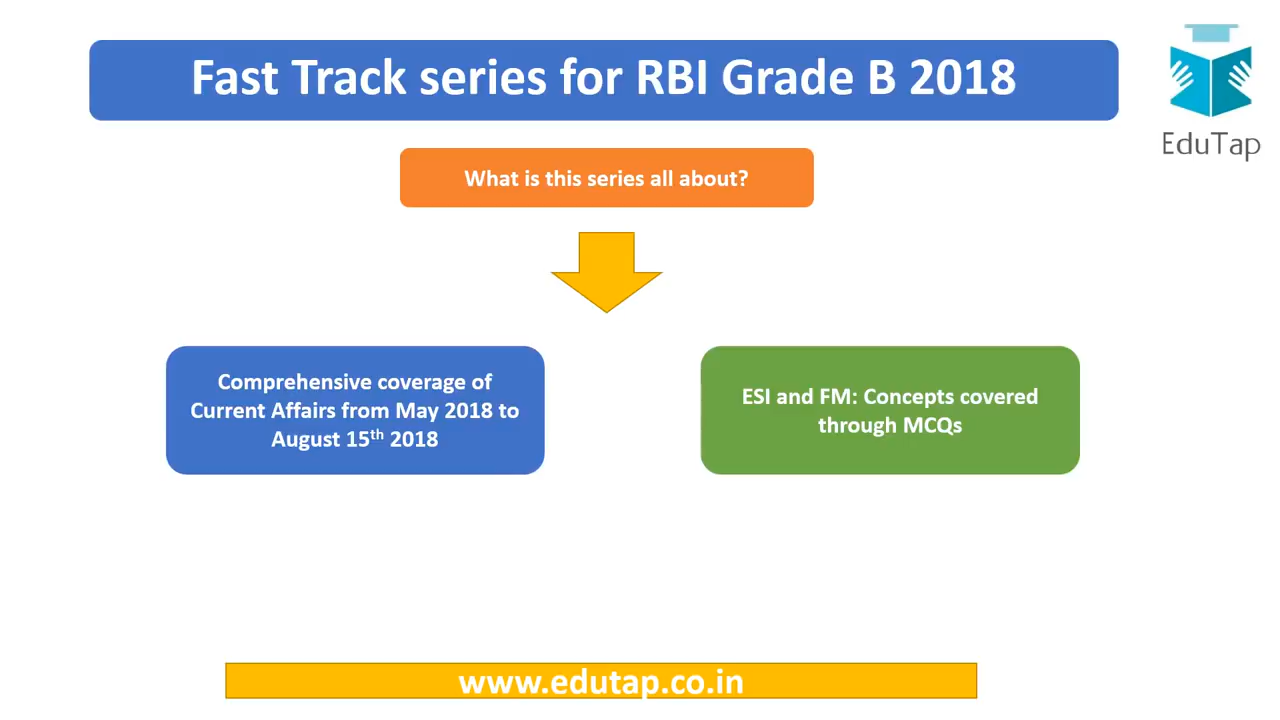 Fast Track series for RBI Grade B 2018
EduTap
What is this series all about?
Comprehensive coverage of
Current Affairs from May 2018 to
August 15th 2018
ESI and FM: Concepts covered
through MCQs
www.edutap.co.in